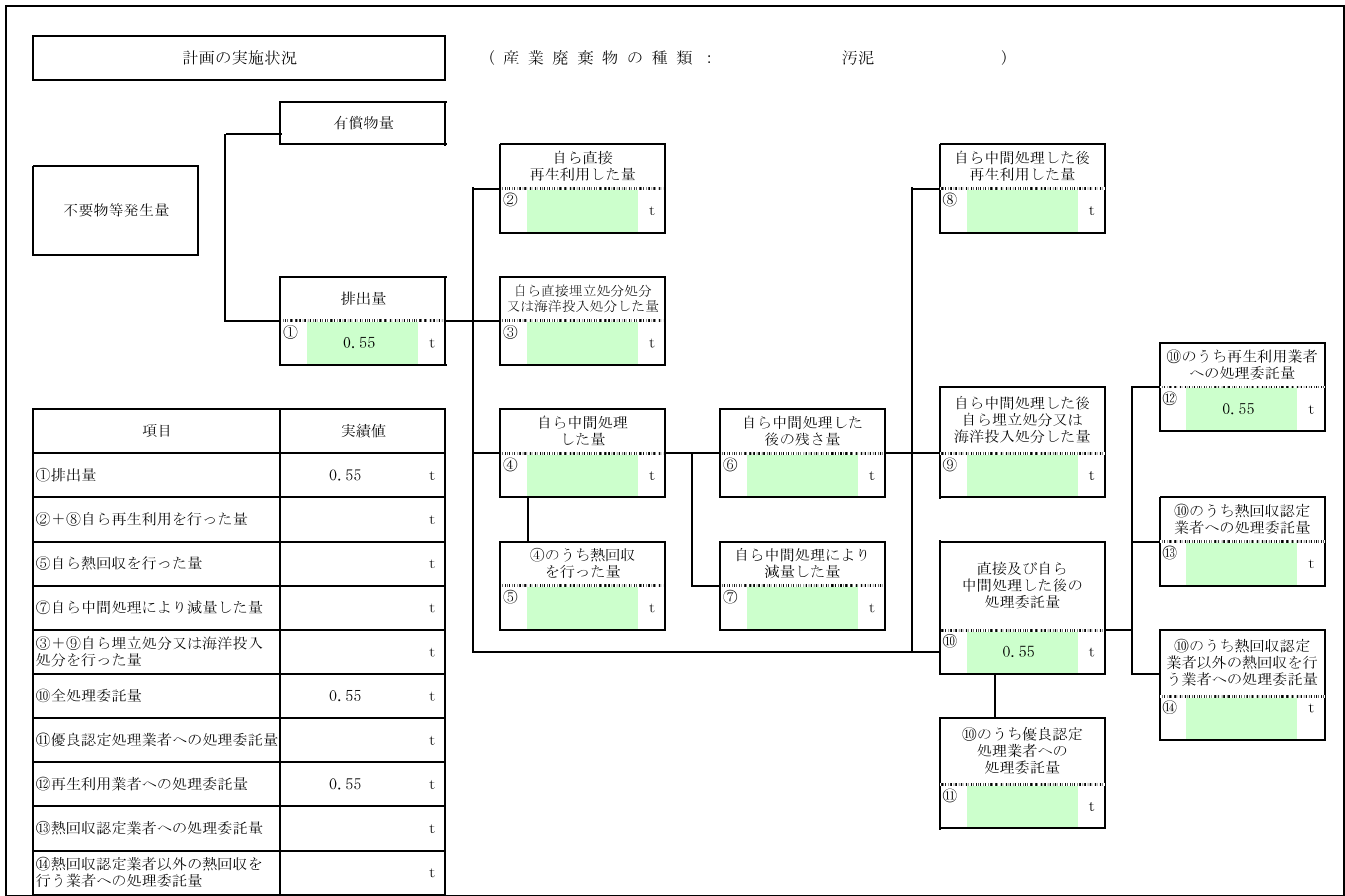 計画の実施状況
（産業廃棄物の種類： 汚泥 ）
有償物量
不要物等発生量
排出量
① 0.55 t
自ら直接
再生利用した量
② t
自ら直接埋立処分処分
又は海洋投入処分した量
③ t
自ら中間処理
した量
④ t
④のうち熱回収
を行った量
⑤ t
自ら中間処理した
後の残さ量
⑥ t
自ら中間処理により
減量した量
⑦ t
自ら中間処理した後
再生利用した量
⑧ t
自ら中間処理した後
自ら埋立処分又は
海洋投入処分した量
⑨ t
直接及び自ら
中間処理した後の
処理委託量
⑩ 0.55 t
⑩のうち優良認定
処理業者への
処理委託量
⑪ t
⑩のうち再生利用業者
への処理委託量
⑫ 0.55 t
⑩のうち熱回収認定
業者への処理委託量
⑬ t
⑩のうち熱回収認定
業者以外の熱回収を行
う業者への処理委託量
⑭ t
項目 実績値
①排出量 0.55 t
②＋⑧自ら再生利用を行った量 t
⑤自ら熱回収を行った量 t
⑦自ら中間処理により減量した量 t
③＋⑨自ら埋立処分又は海洋投入
処分を行った量 t
⑩全処理委託量 0.55 t
⑪優良認定処理業者への処理委託量 t
⑫再生利用業者への処理委託量 0.55 t
⑬熱回収認定業者への処理委託量 t
⑭熱回収認定業者以外の熱回収を
行う業者への処理委託量 t